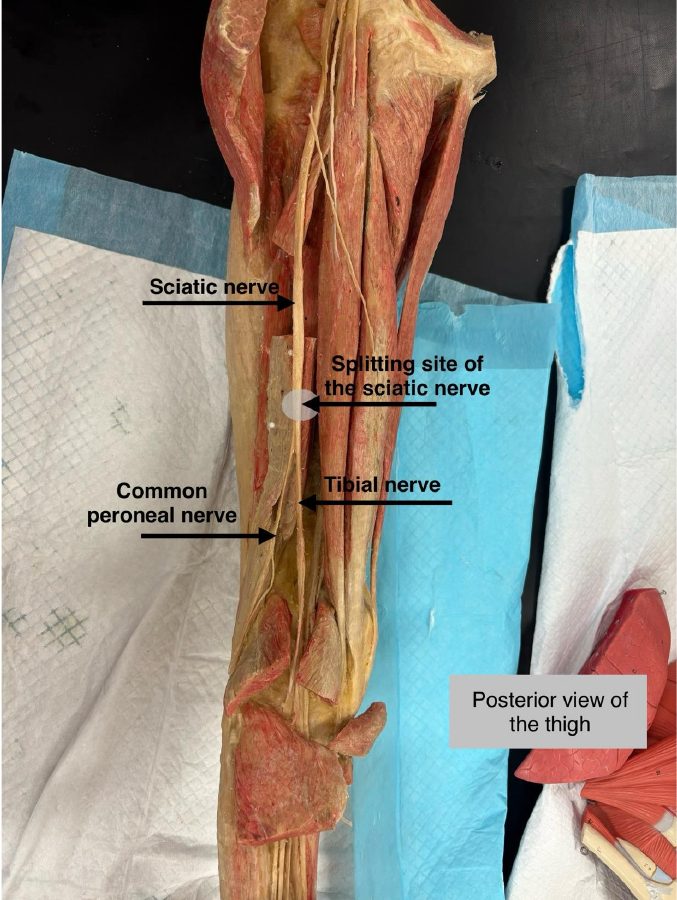 Sciatic nerve
Splitting site of
the sciatic nerve
Common
peroneal nerve
Tibial nerve
Posterior view of
the thigh